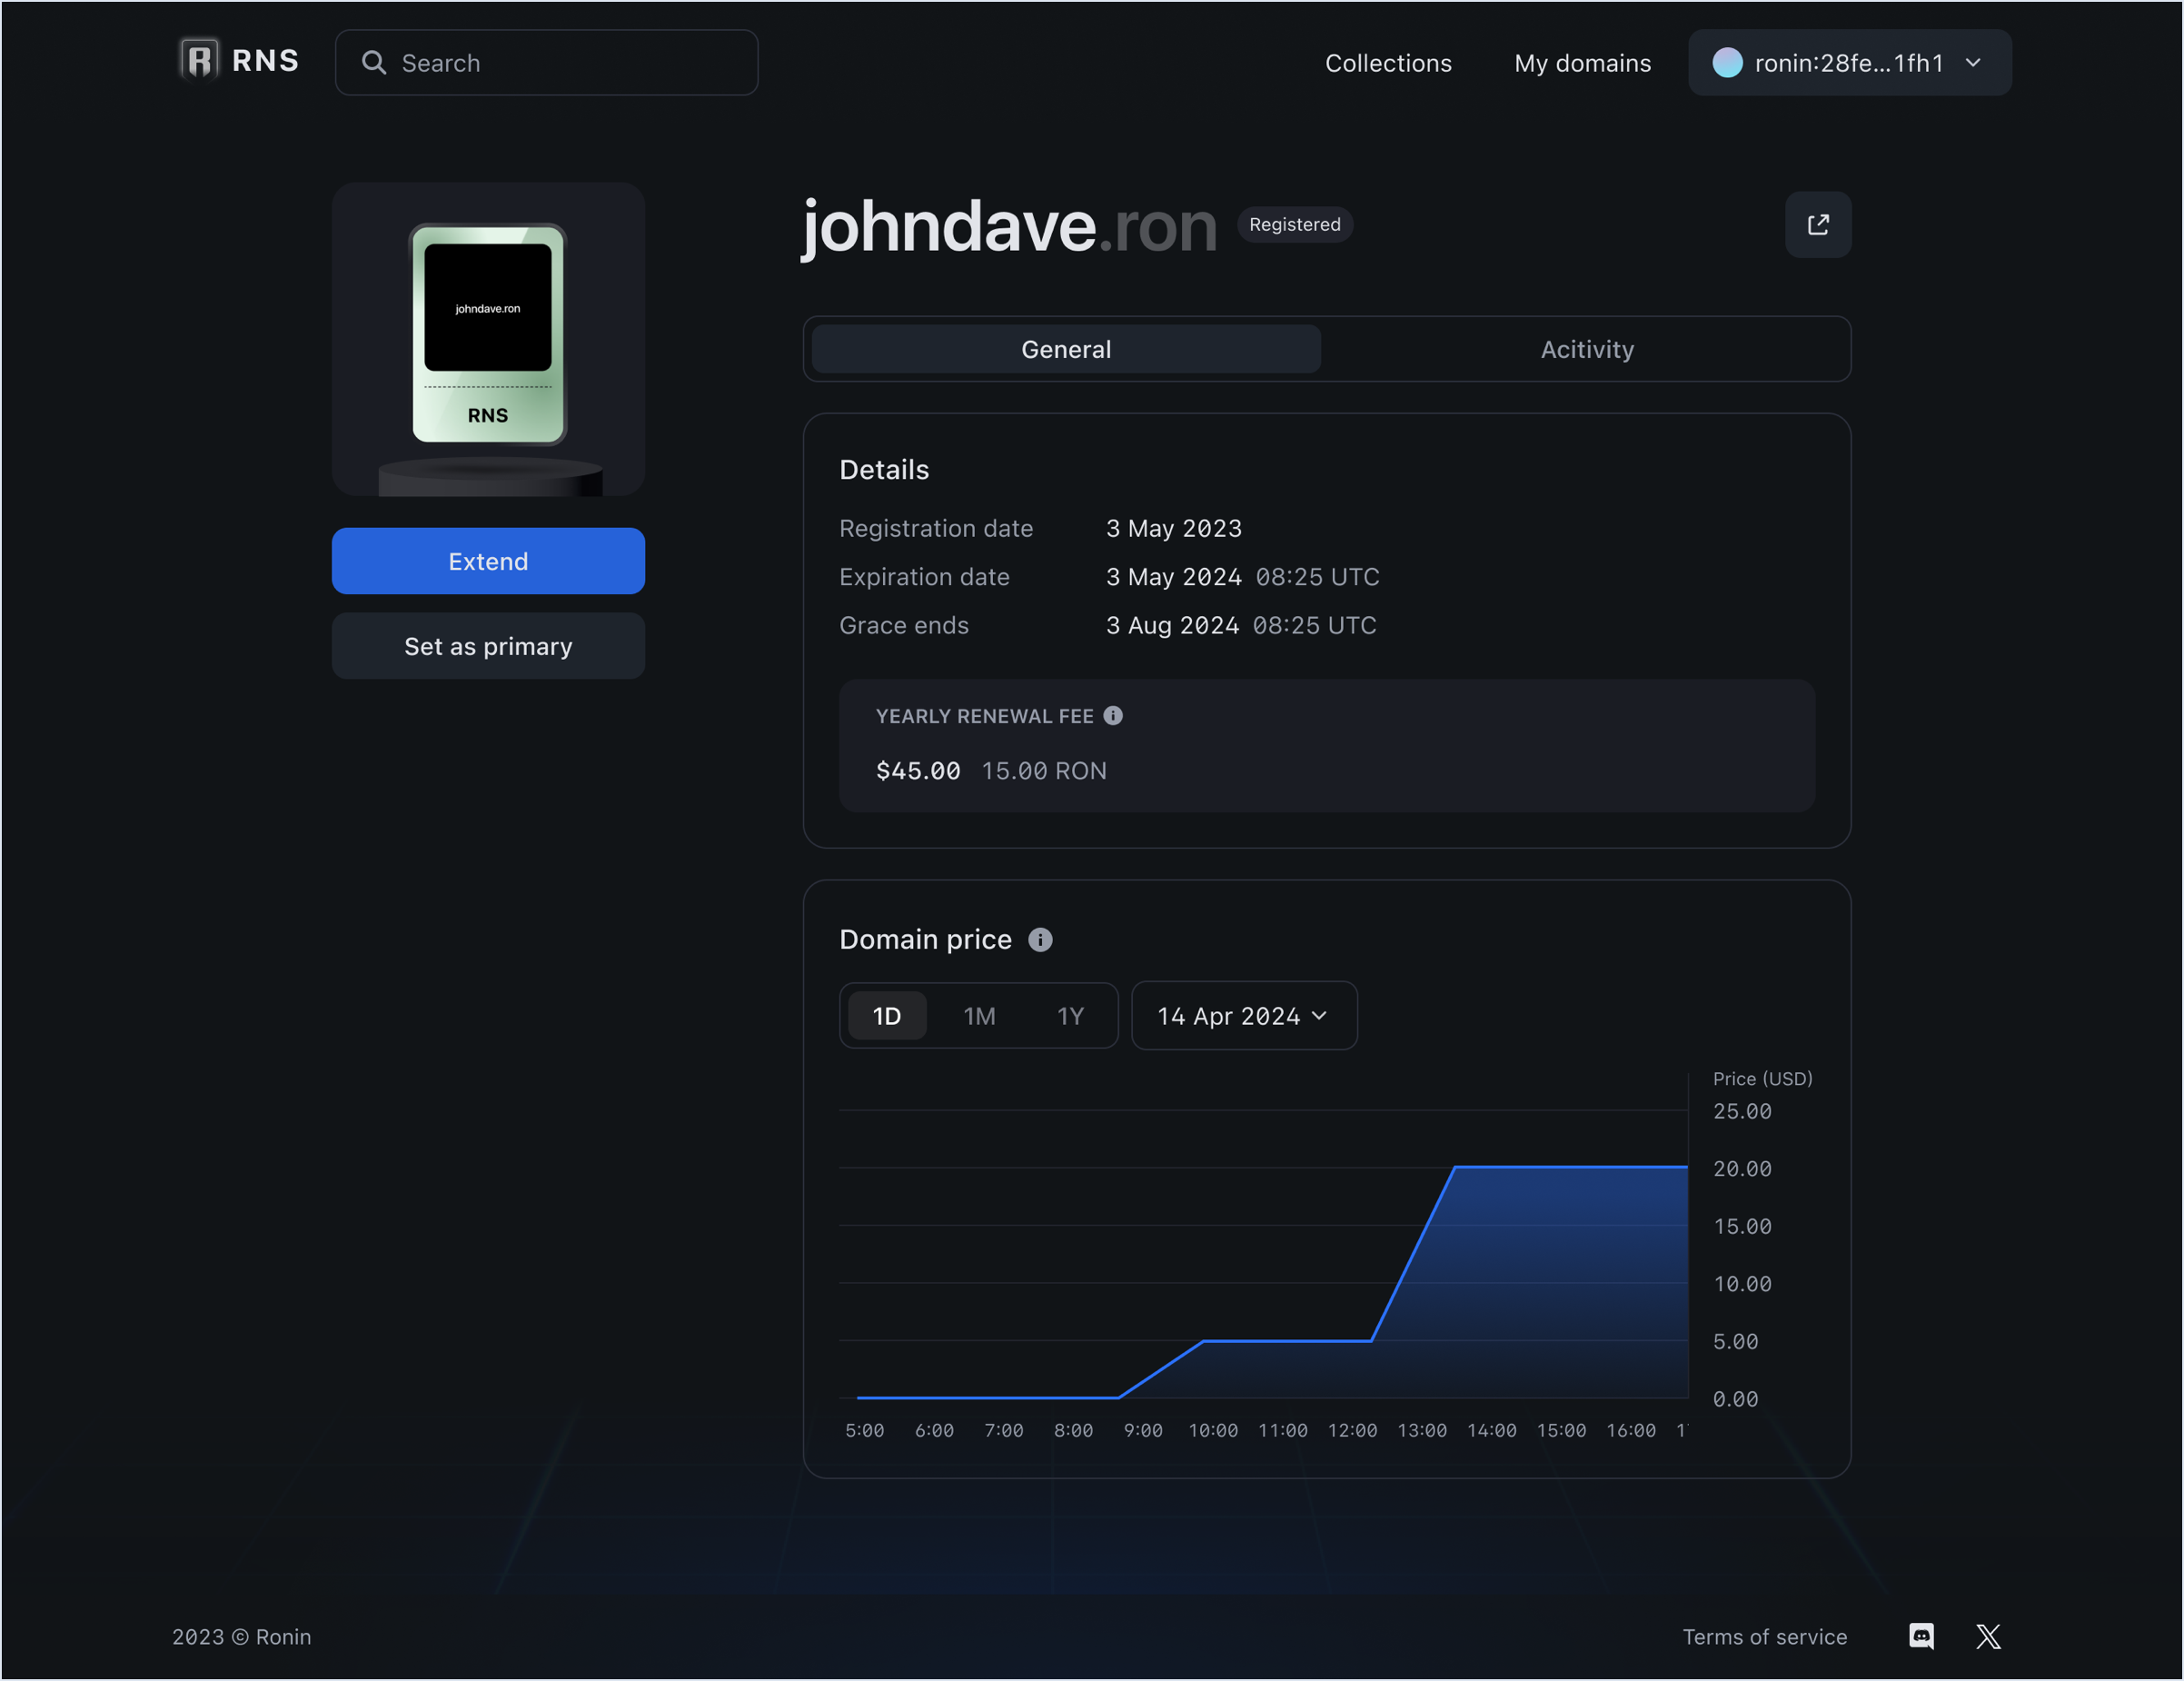 RNS
Search
Collections
My domains
ronin:28fe...1fh1
johndave.ron
RNS
Extend
Set as primary
johndave.ron
Registered
General
Acitivity
Details
Registration date 3 May 2023
Expiration date 3 May 2024 08:25 UTC
Grace ends 3 Aug 2024 08:25 UTC
YEARLY RENEWAL FEE
$45.00 15.00 RON
Domain price
1D 1M 1Y 14 Apr 2024
Price (USD)
25.00
20.00
15.00
10.00
5.00
0.00
5:00 6:00 7:00 8:00 9:00 10:00 11:00 12:00 13:00 14:00 15:00 16:00
2023 © Ronin
Terms of service